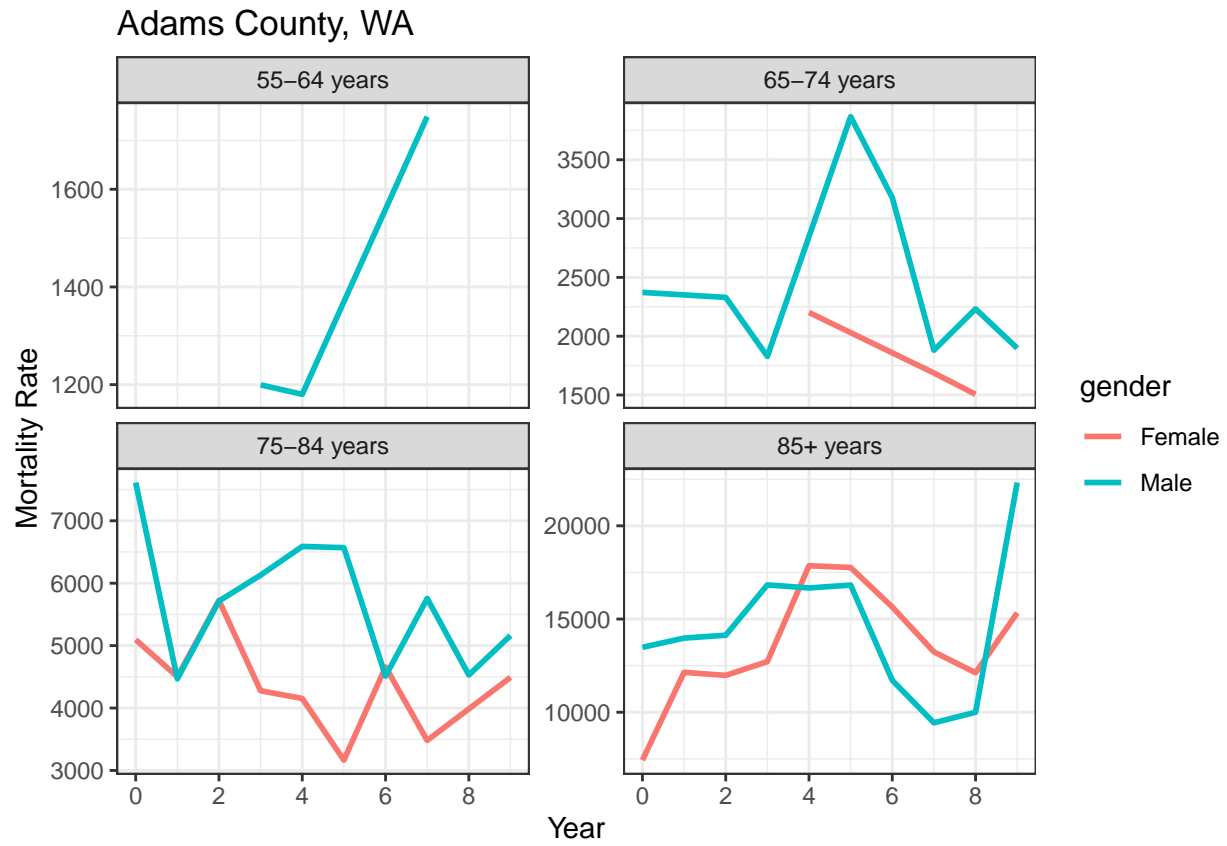 Adams County, WA
55–64 years
65–74 years
1600
1400
1200
3500
3000
2500
2000
1500
Mortality Rate
gender
Female
Male
75–84 years
85+ years
7000
6000
5000
4000
3000
20000
15000
10000
0 2 4 6 8
0 2 4 6 8
Year